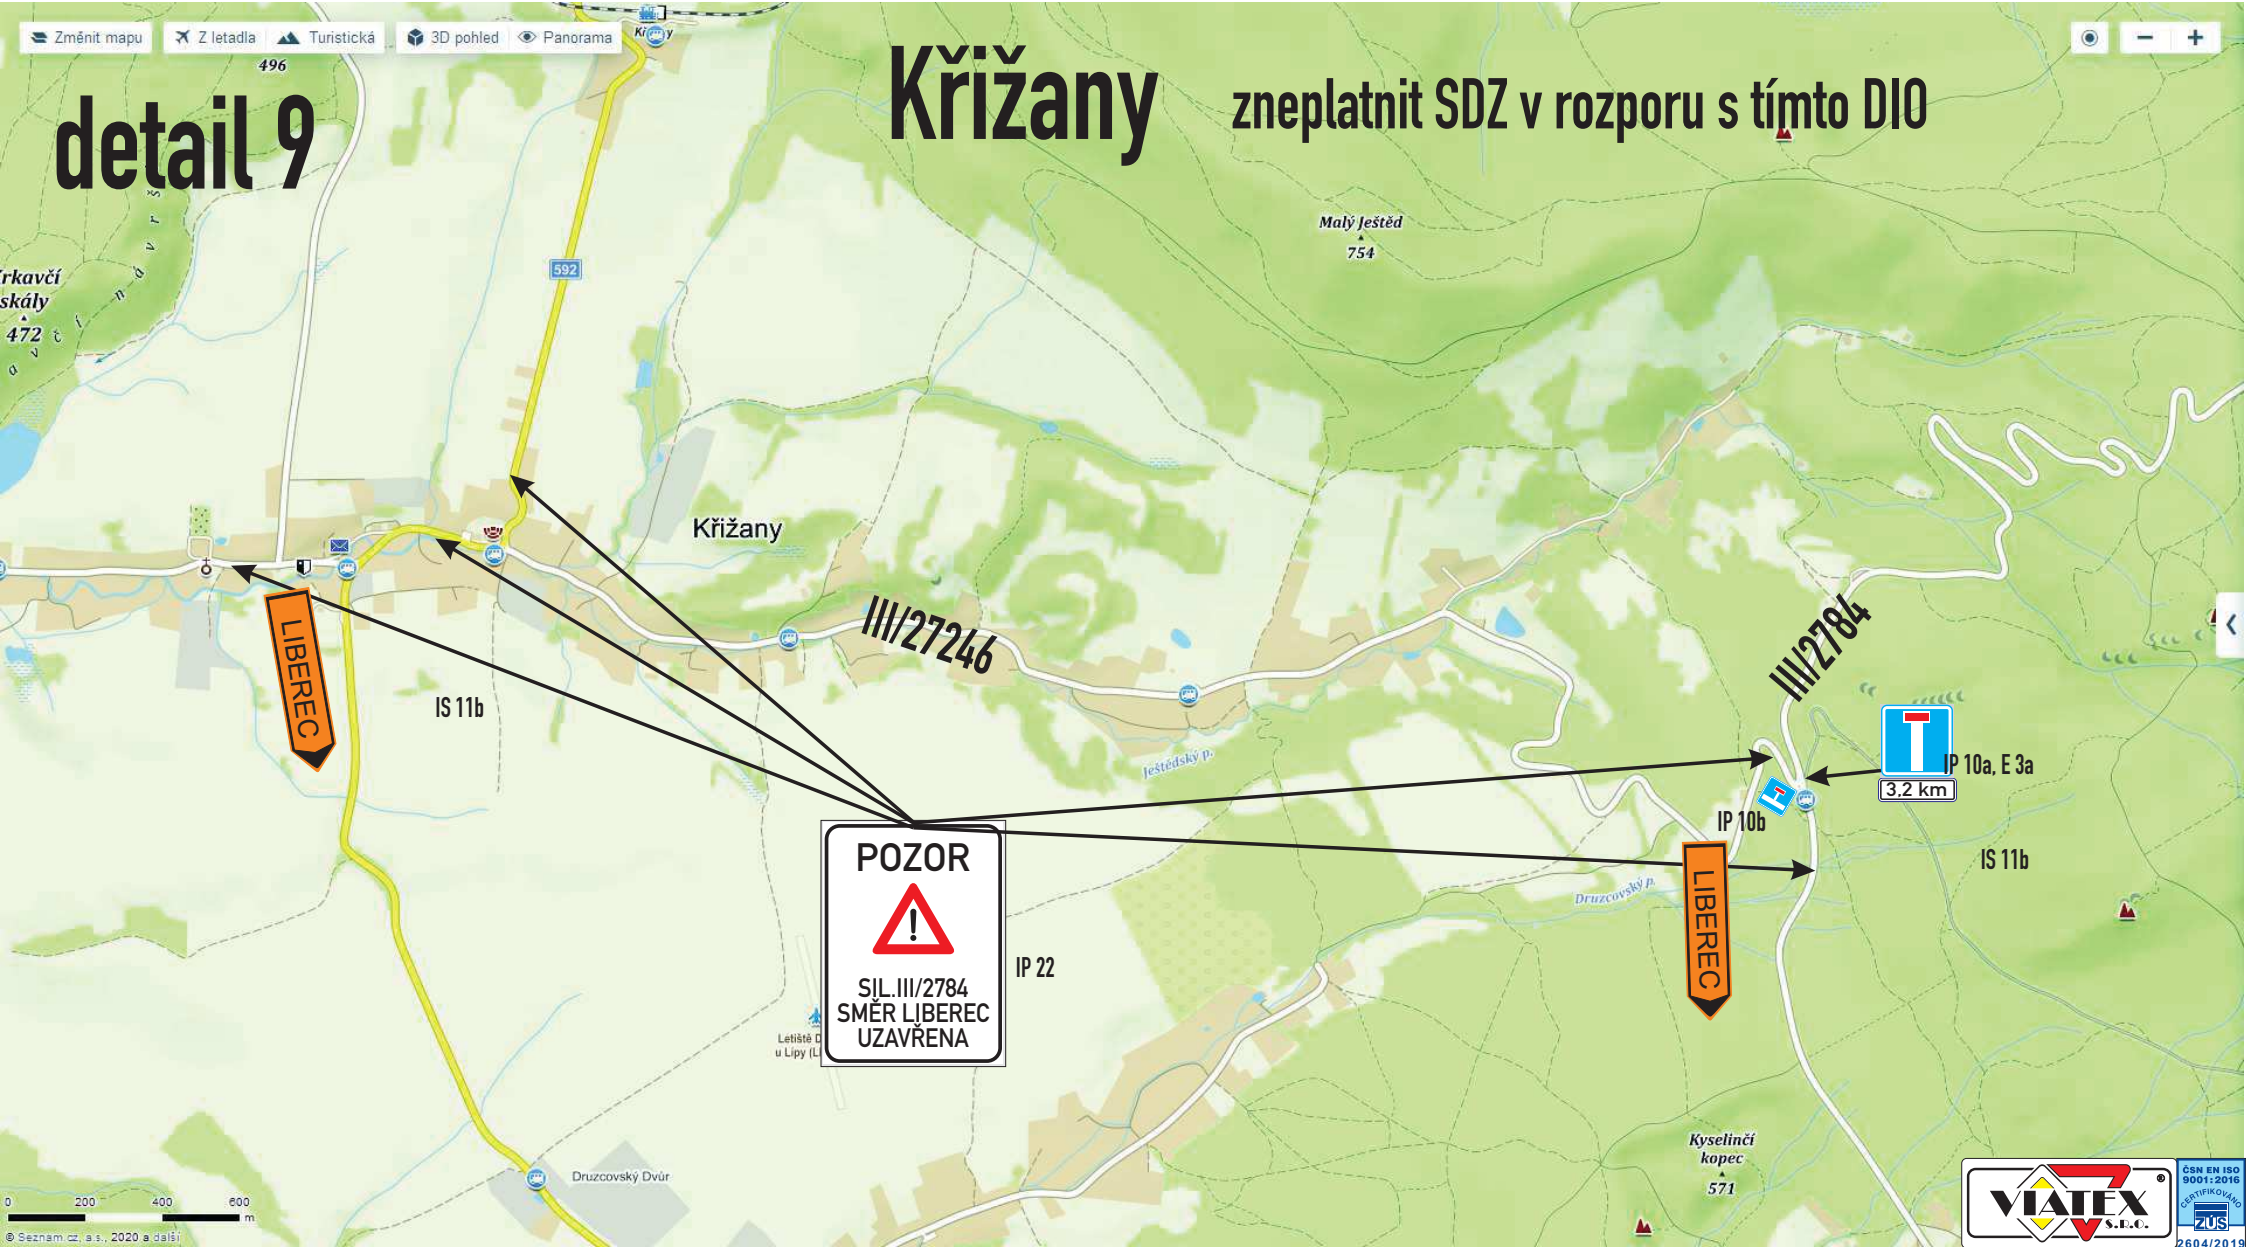 Změnit mapu
Z letadla
Turistická
3D pohled
Panorama
496
detail 9
Křižany
zneplatnit SDZ v rozporu s tímto DIO
Malý Ještěd
754
592
skály
472
Křižany
III/27246
III/2784
LIBEREC
IS 11b
Ještědský p.
IP 10a, E 3a
3,2 km
IP 10b
IS 11b
LIBEREC
Druzcovský p.
POZOR
!
SIL.III/2784
SMĚR LIBEREC
UZAVŘENA
IP 22
Letiště
u Lípy
Druzcovský Dvůr
Kyselinčí
kopec
571
0 200 400 600
m
© Seznam.cz, a.s., 2020 a další
VIATEX ®
S.R.O.
ČSN EN ISO
9001:2016
CERTIFIKOVÁNO
ZÚS
2604/2019